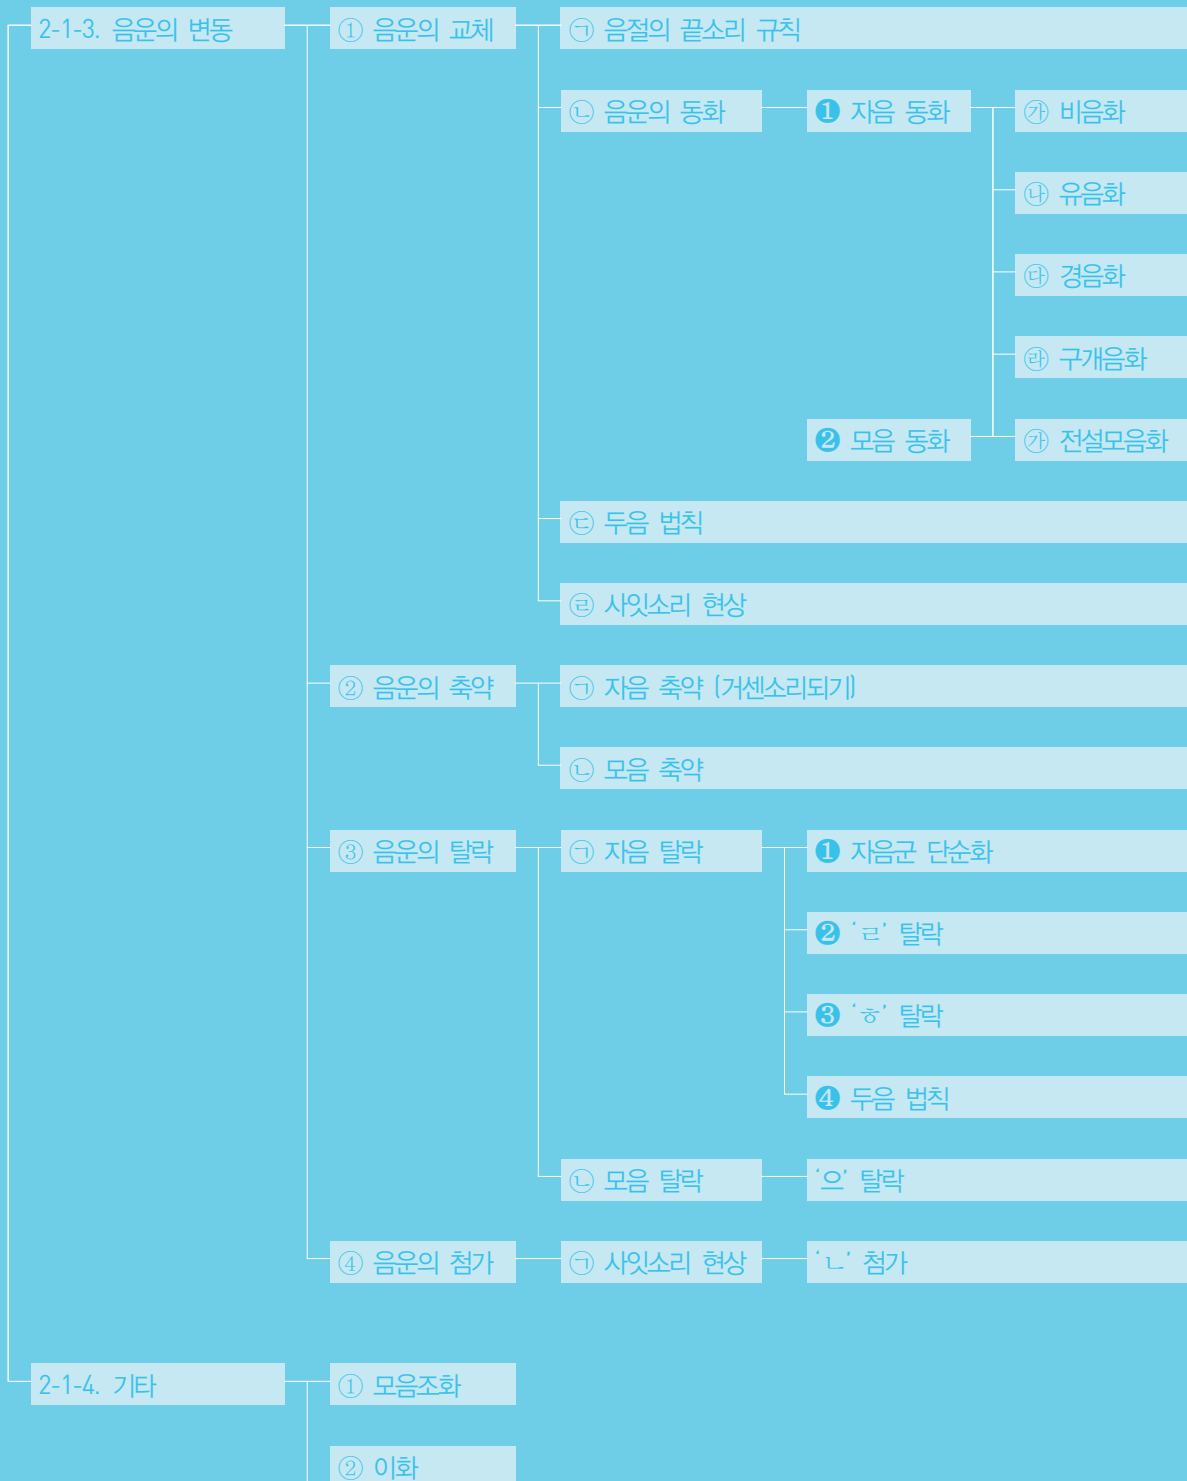 2-1-3. 음운의 변동 ① 음운의 교체 ㉠ 음절의 끝소리 규칙
㉡ 음운의 동화 ❶ 자음 동화 ㉮ 비음화
㉯ 유음화
㉰ 경음화
㉱ 구개음화
❷ 모음 동화 ㉮ 전설모음화
㉢ 두음 법칙
㉣ 사잇소리 현상
② 음운의 축약 ㉠ 자음 축약 (거센소리되기)
㉡ 모음 축약
③ 음운의 탈락 ㉠ 자음 탈락 ❶ 자음군 단순화
❷ ‘ㄹ’ 탈락
❸ ‘ㅎ’ 탈락
❹ 두음 법칙
㉡ 모음 탈락 ‘으’ 탈락
④ 음운의 첨가 ㉠ 사잇소리 현상 ‘ㄴ’ 첨가
2-1-4. 기타 ① 모음조화
② 이화